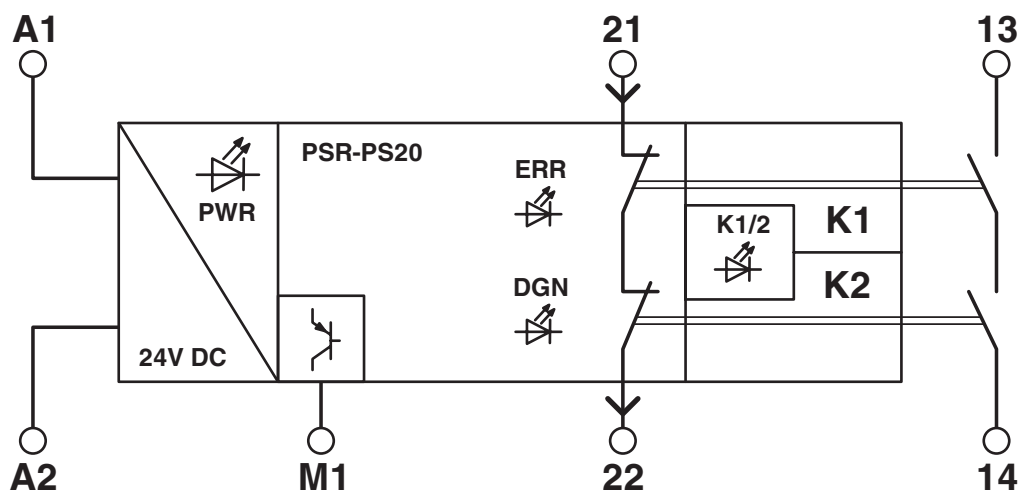 A1
21
13
PSR-PS20
ERR
PWR
K1/2
K1
DGN
K2
24V DC
A2
M1
22
14